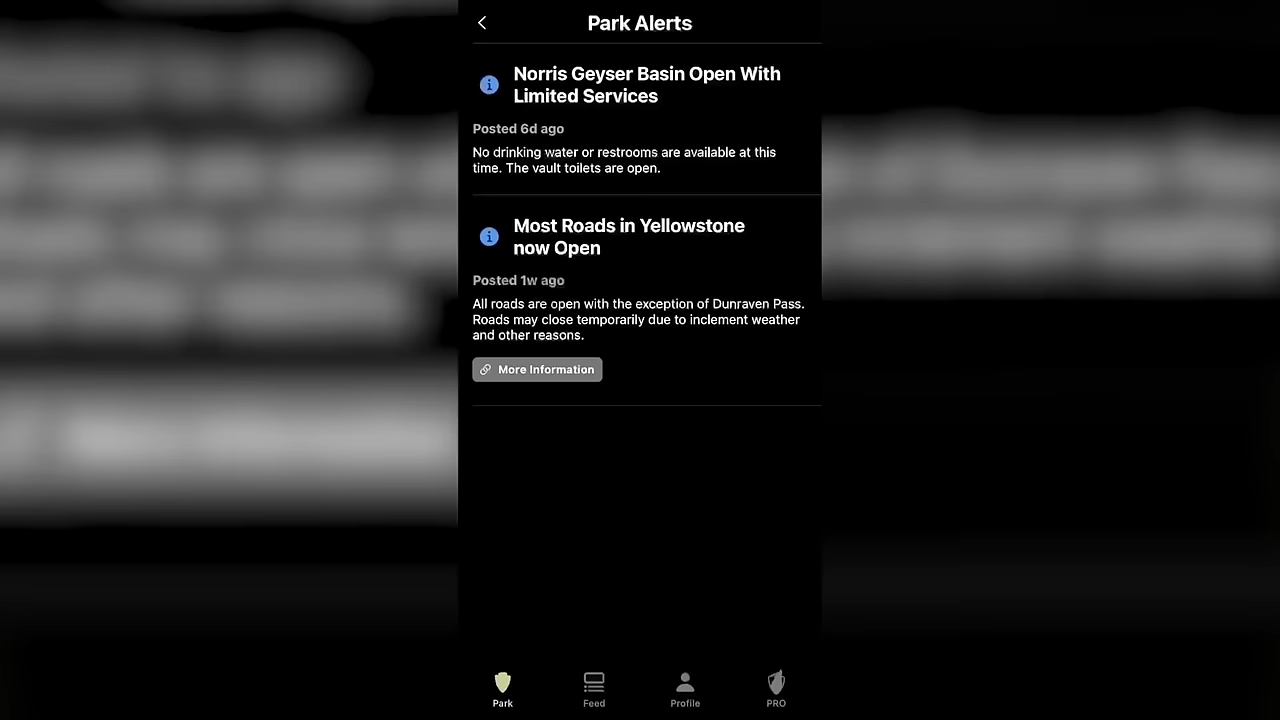 Park Alerts
Norris Geyser Basin Open With
Limited Services
Posted 6d ago
No drinking water or restrooms are available at this
time. The vault toilets are open.
Most Roads in Yellowstone
now Open
Posted 1w ago
All roads are open with the exception of Dunraven Pass.
Roads may close temporarily due to inclement weather
and other reasons.
More Information
Park Feed Profile PRO